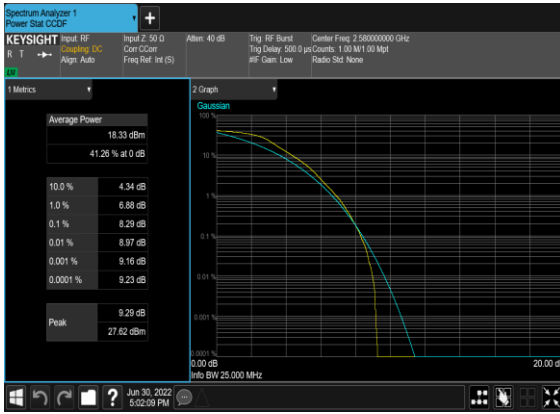 Spectrum Analyzer 1
Power Stat CCDF
+
KEYSIGHT
R T
LV
Input: RF
Coupling: DC
Align: Auto
Input Z: 50 Ω
Corr CCorr
Freq Ref: Int (S)
Atten: 40 dB
Trig: RF Burst
Trig Delay: 500.0 µs
#IF Gain: Low
Center Freq: 2.580000000 GHz
Counts: 1.00 M/1.00 Mpt
Radio Std: None
1 Metrics
Average Power
18.33 dBm
41.26 % at 0 dB
10.0 % 4.34 dB
1.0 % 6.88 dB
0.1 % 8.29 dB
0.01 % 8.97 dB
0.001 % 9.16 dB
0.0001 % 9.23 dB
Peak
9.29 dB
27.62 dBm
2 Graph
Gaussian
100 %
10 %
1 %
0.1 %
0.01 %
0.001 %
0.0001 %
0.00 dB
20.00 d
Info BW 25.000 MHz
?
Jun 30, 2022
5:02:09 PM